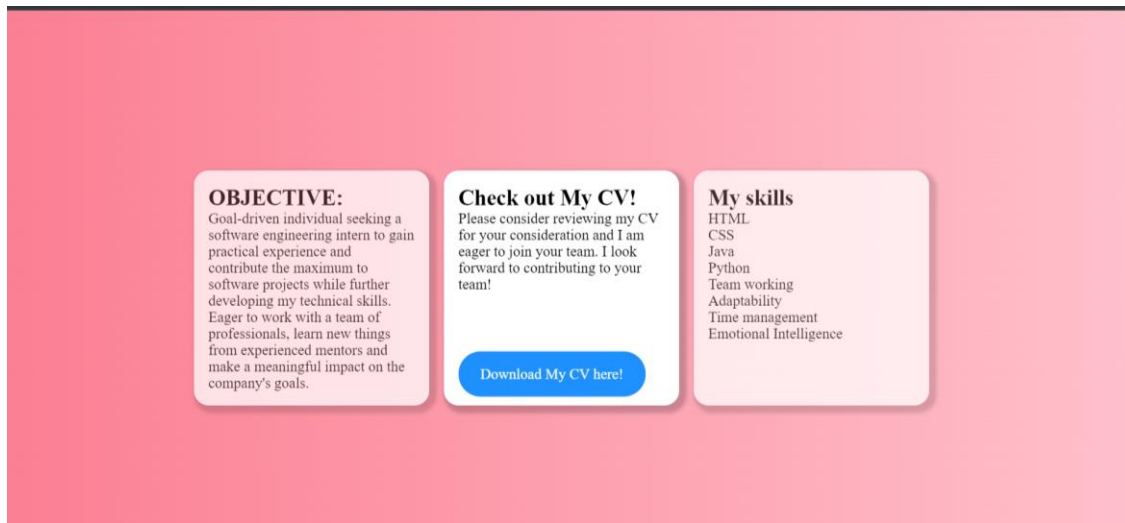 OBJECTIVE:
Goal-driven individual seeking a
software engineering intern to gain
practical experience and
contribute the maximum to
software projects while further
developing my technical skills.
Eager to work with a team of
professionals, learn new things
from experienced mentors and
make a meaningful impact on the
company's goals.
Check out My CV!
Please consider reviewing my CV
for your consideration and I am
eager to join your team. I look
forward to contributing to your
team!
Download My CV here!
My skills
HTML
CSS
Java
Python
Team working
Adaptability
Time management
Emotional Intelligence